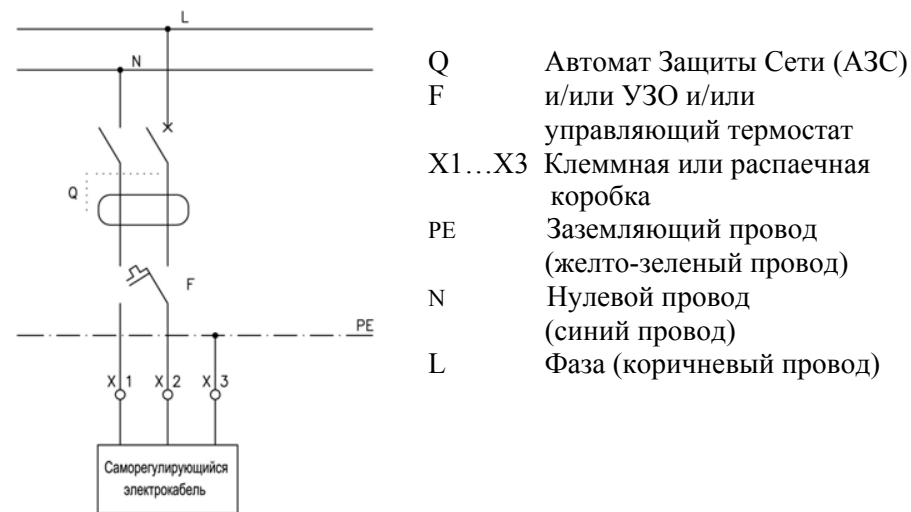 L
N
Q
F
PE
X 1 X 2 X 3
Саморегулирующийся
электрокабель
Q Автомат Защиты Сети (АЗС)
F и/или УЗО и/или
управляющий термостат
X1…X3 Клеммная или распаечная
коробка
PE Заземляющий провод
(желто-зеленый провод)
N Нулевой провод
(синий провод)
L Фаза (коричневый провод)